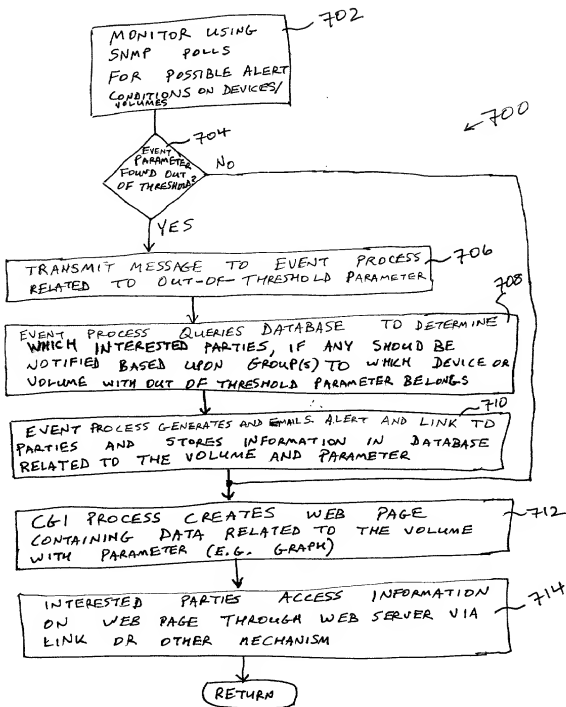 MONITOR USING
SNMP POLLS
FOR POSSIBLE ALERT
CONDITIONS ON DEVICES/
VOLUMES
702
700
704
EVENT
PARAMETER
FOUND OUT
OF THRESHOLD?
NO
YES
TRANSMIT MESSAGE TO EVENT PROCESS
RELATED TO OUT-OF-THRESHOLD PARAMETER
706
708
EVENT PROCESS QUERIES DATABASE TO DETERMINE
WHICH INTERESTED PARTIES, IF ANY SHOULD BE
NOTIFIED BASED UPON GROUP(S) TO WHICH DEVICE OR
VOLUME WITH OUT OF THRESHOLD PARAMETER BELONGS
710
EVENT PROCESS GENERATES AND EMAILS ALERT AND LINK TO
PARTIES AND STORES INFORMATION IN DATABASE
RELATED TO THE VOLUME AND PARAMETER
CGI PROCESS CREATES WEB PAGE
CONTAINING DATA RELATED TO THE VOLUME
WITH PARAMETER (E.G. GRAPH)
712
INTERESTED PARTIES ACCESS INFORMATION
ON WEB PAGE THROUGH WEB SERVER VIA
LINK OR OTHER MECHANISM
714
RETURN